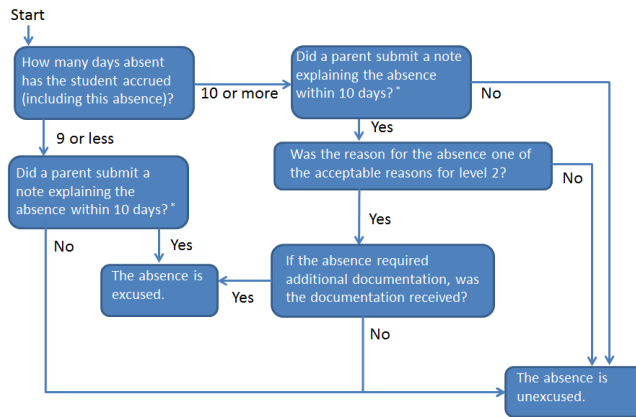 Start
How many days absent
has the student accrued
(including this absence)?
10 or more
Did a parent submit a note
explaining the absence
within 10 days?*
No
9 or less
Yes
Did a parent submit a
note explaining the
absence within 10 days?*
Was the reason for the absence one of
the acceptable reasons for level 2?
No
Yes
No
Yes
The absence is
excused.
Yes
If the absence required
additional documentation, was
the documentation received?
No
The absence is
unexcused.